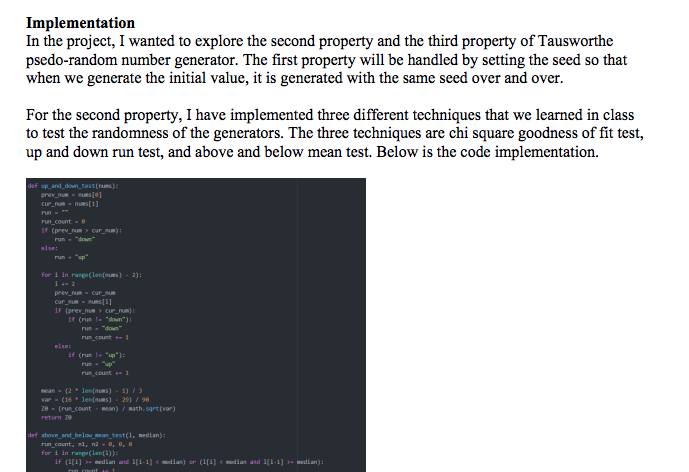 Implementation
In the project, I wanted to explore the second property and the third property of Tausworthe
psedo-random number generator. The first property will be handled by setting the seed so that
when we generate the initial value, it is generated with the same seed over and over.
For the second property, I have implemented three different techniques that we learned in class
to test the randomness of the generators. The three techniques are chi square goodness of fit test,
up and down run test, and above and below mean test. Below is the code implementation.
def up_and_down_test(nums):
prev_num = nums[0]
cur_num = nums[1]
run = ""
run_count = 0
if (prev_num > cur_num):
run = "down"
else:
run = "up"
for i in range(len(nums) - 2):
i += 2
prev_num = cur_num
cur_num = nums[i]
if (prev_num > cur_num):
if (run != "down"):
run = "down"
run_count += 1
else:
if (run != "up"):
run = "up"
run_count += 1
mean = (2 * len(nums) - 1) / 3
var = (16 * len(nums) - 29) / 90
z0 = (run_count - mean) / math.sqrt(var)
return z0
def above_and_below_mean_test(l, median):
run_count, n1, n2 = 0, 0, 0
for i in range(len(l)):
if (l[i] >= median and l[i-1] < median) or (l[i] < median and l[i-1] >= median):
run_count += 1